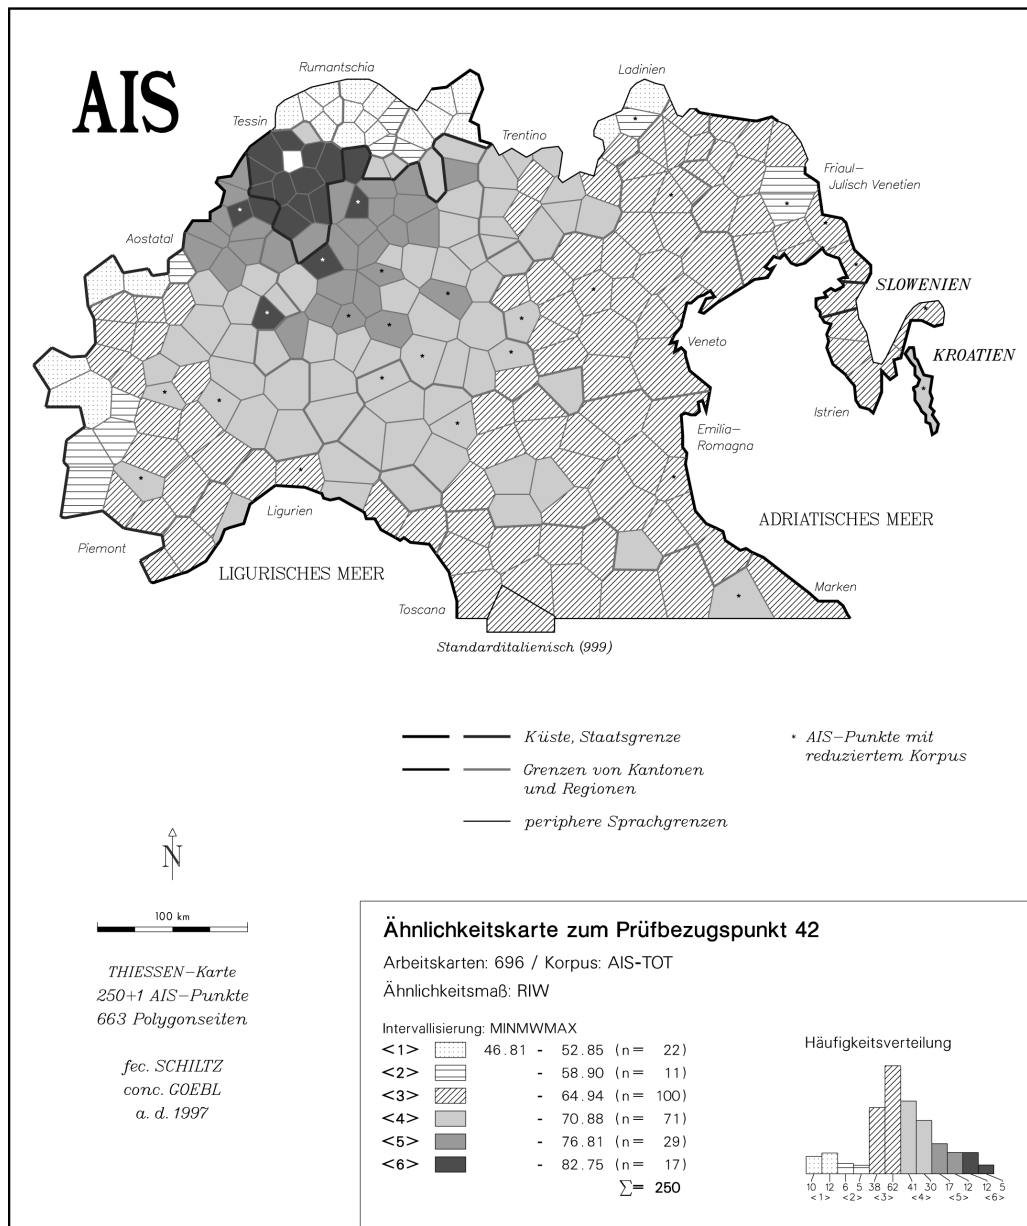 AIS
Rumantschia
Ladinien
Tessin
Trentino
Friaul–
Julisch Venetien
Aostatal
SLOWENIEN
KROATIEN
Veneto
Istrien
Emilia–
Romagna
Ligurien
ADRIATISCHES MEER
Piemont
LIGURISCHES MEER
Marken
Toscana
Standarditalienisch (999)
Küste, Staatsgrenze
Grenzen von Kantonen
und Regionen
periphere Sprachgrenzen
* AIS–Punkte mit
reduziertem Korpus
N
100 km
THIESSEN–Karte
250+1 AIS–Punkte
663 Polygonseiten
fec. SCHILTZ
conc. GOEBL
a. d. 1997
Ähnlichkeitskarte zum Prüfbezugspunkt 42
Arbeitskarten: 696 / Korpus: AIS-TOT
Ähnlichkeitsmaß: RIW
Intervallisierung: MINMWMAX
<1> 46.81 - 52.85 (n= 22)
<2> - 58.90 (n= 11)
<3> - 64.94 (n= 100)
<4> - 70.88 (n= 71)
<5> - 76.81 (n= 29)
<6> - 82.75 (n= 17)
Σ= 250
Häufigkeitsverteilung
10 12 6 5 38 62 41 30 17 12 12 5
<1> <2> <3> <4> <5> <6>